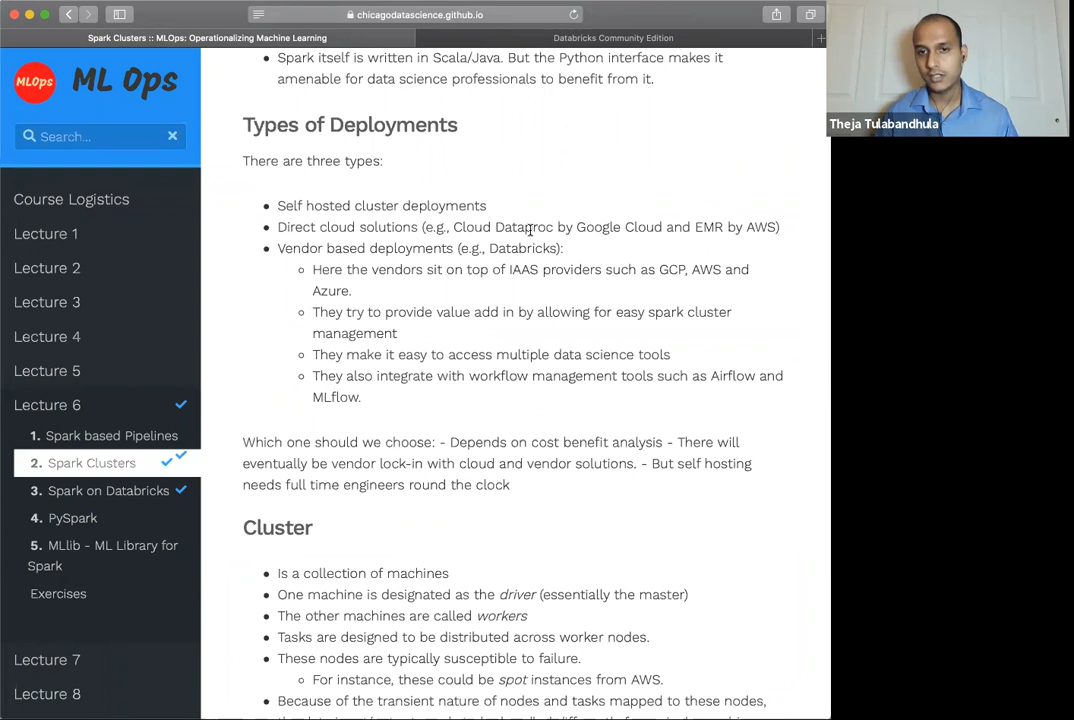 chicagodatascience.github.io
Spark Clusters :: MLOps: Operationalizing Machine Learning
Databricks Community Edition
MLOps
ML Ops
Search...
Course Logistics
Lecture 1
Lecture 2
Lecture 3
Lecture 4
Lecture 5
Lecture 6
1. Spark based Pipelines
2. Spark Clusters
3. Spark on Databricks
4. PySpark
5. MLlib - ML Library for
Spark
Exercises
Lecture 7
Lecture 8
Spark itself is written in Scala/Java. But the Python interface makes it
amenable for data science professionals to benefit from it.
Types of Deployments
There are three types:
Self hosted cluster deployments
Direct cloud solutions (e.g., Cloud Dataproc by Google Cloud and EMR by AWS)
Vendor based deployments (e.g., Databricks):
Here the vendors sit on top of IAAS providers such as GCP, AWS and
Azure.
They try to provide value add in by allowing for easy spark cluster
management
They make it easy to access multiple data science tools
They also integrate with workflow management tools such as Airflow and
MLflow.
Which one should we choose: - Depends on cost benefit analysis - There will
eventually be vendor lock-in with cloud and vendor solutions. - But self hosting
needs full time engineers round the clock
Cluster
Is a collection of machines
One machine is designated as the driver (essentially the master)
The other machines are called workers
Tasks are designed to be distributed across worker nodes.
These nodes are typically susceptible to failure.
For instance, these could be spot instances from AWS.
Because of the transient nature of nodes and tasks mapped to these nodes,
Theja Tulabandhula